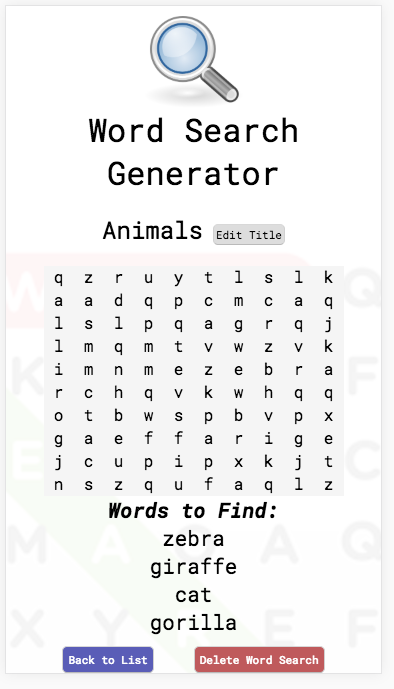 Word Search
Generator
Animals Edit Title
q z r u y t l s l k
a a d q p c m c a q
l s l p q a g r q j
l m q m t v w z v k
i m n m e z e b r a
r c h q v k w h q q
o t b w s p b v p x
g a e f f a r i g e
j c u p i p x k j t
n s z q u f a q l z
Words to Find:
zebra
giraffe
cat
gorilla
Back to List Delete Word Search